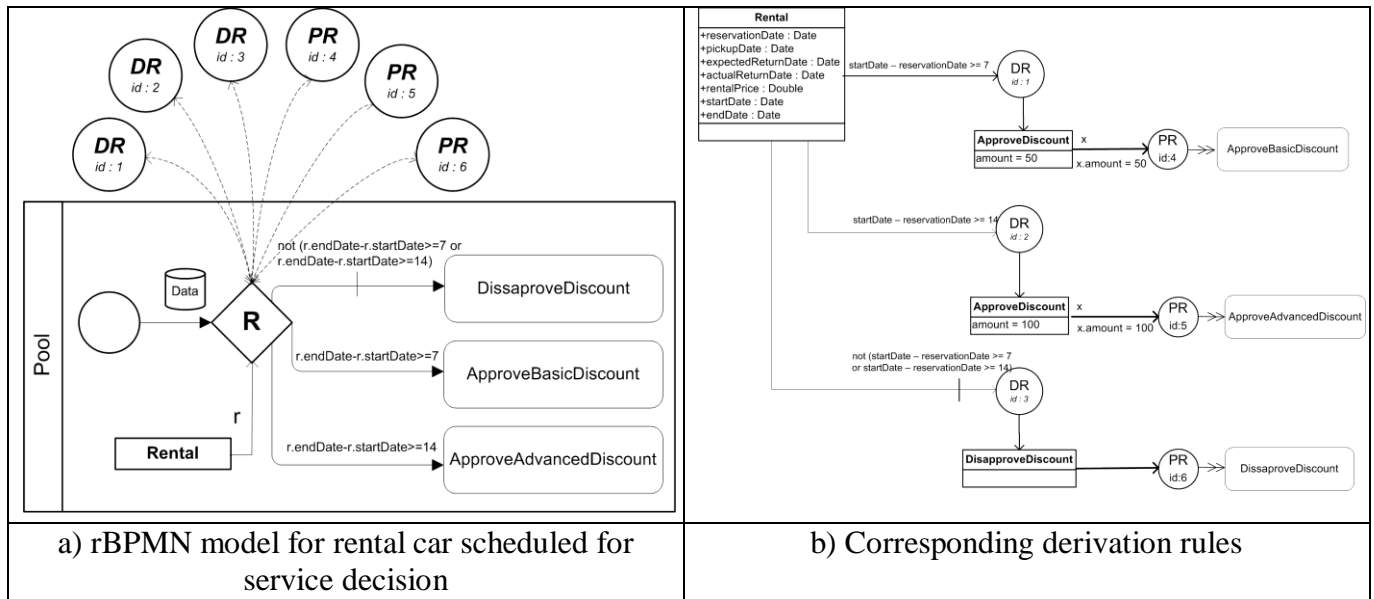 DR
id : 3
PR
id : 4
DR
id : 2
PR
id : 5
DR
id : 1
PR
id : 6
Pool
Data
R
not (r.endDate-r.startDate>=7 or
r.endDate-r.startDate>=14)
DissaproveDiscount
r.endDate-r.startDate>=7
ApproveBasicDiscount
r
Rental
r.endDate-r.startDate>=14
ApproveAdvancedDiscount
Rental
+reservationDate : Date
+pickupDate : Date
+expectedReturnDate : Date
+actualReturnDate : Date
+rentalPrice : Double
+startDate : Date
+endDate : Date
startDate – reservationDate >= 7
DR
id : 1
ApproveDiscount
amount = 50
x
x.amount = 50
PR
id:4
ApproveBasicDiscount
startDate – reservationDate >= 14
DR
id : 2
ApproveDiscount
amount = 100
x
x.amount = 100
PR
id:5
ApproveAdvancedDiscount
not (startDate – reservationDate >= 7
or startDate – reservationDate >= 14)
DR
id : 3
DisapproveDiscount
PR
id:6
DissaproveDiscount
a) rBPMN model for rental car scheduled for
service decision
b) Corresponding derivation rules